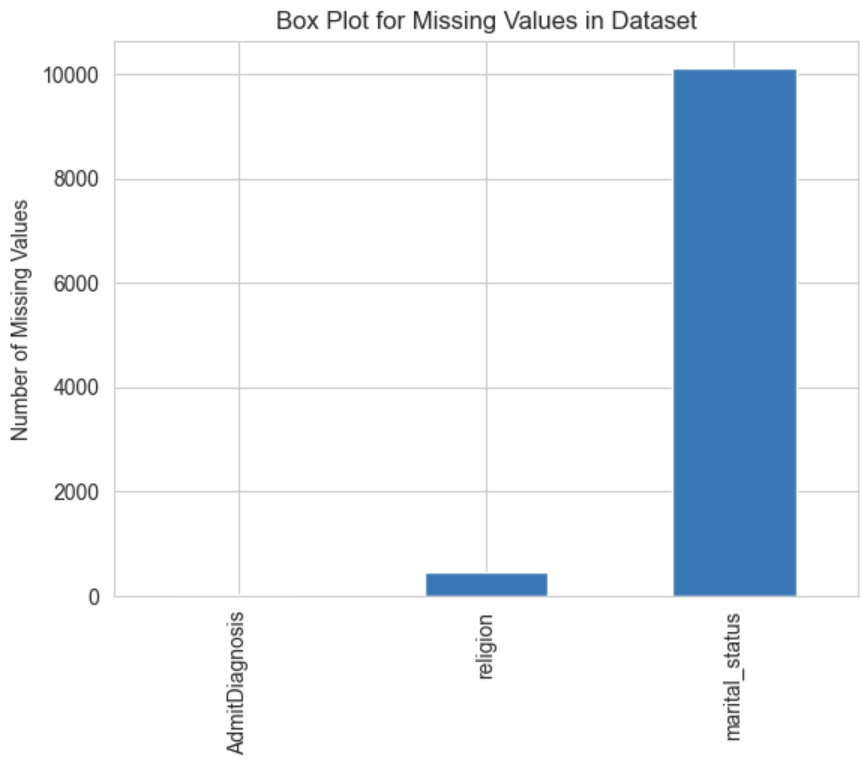 Box Plot for Missing Values in Dataset
Number of Missing Values
10000
8000
6000
4000
2000
0
AdmitDiagnosis
religion
marital_status